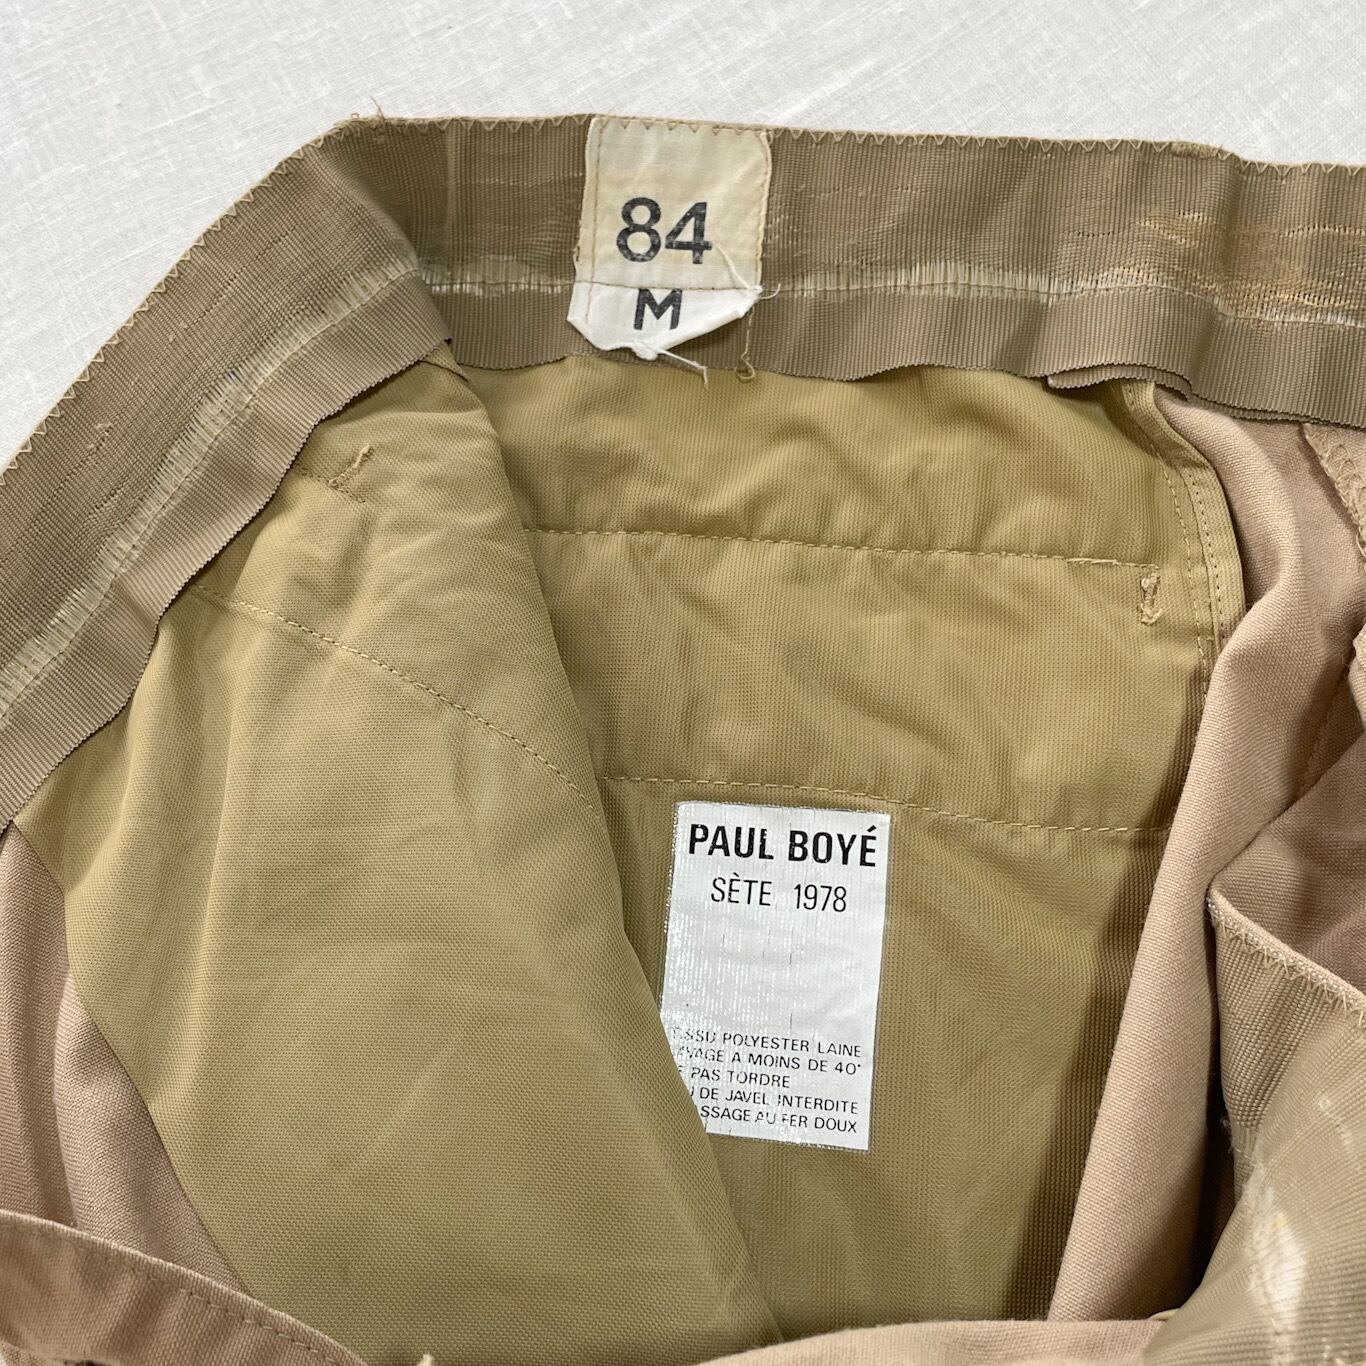 84
M
PAUL BOYÉ
SÈTE 1978
POLYESTER LAINE
A MOINS DE 40°
PAS TORDRE
DE JAVEL INTERDITE
AU FER DOUX